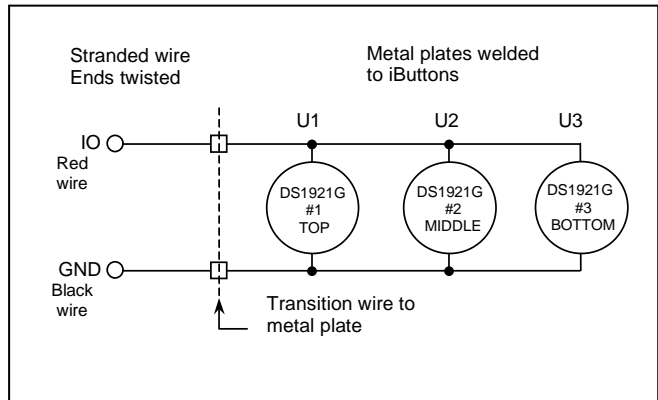 Stranded wire
Ends twisted
Metal plates welded
to iButtons
U1
U2
U3
IO
Red
wire
DS1921G
#1
TOP
DS1921G
#2
MIDDLE
DS1921G
#3
BOTTOM
GND
Black
wire
Transition wire to
metal plate